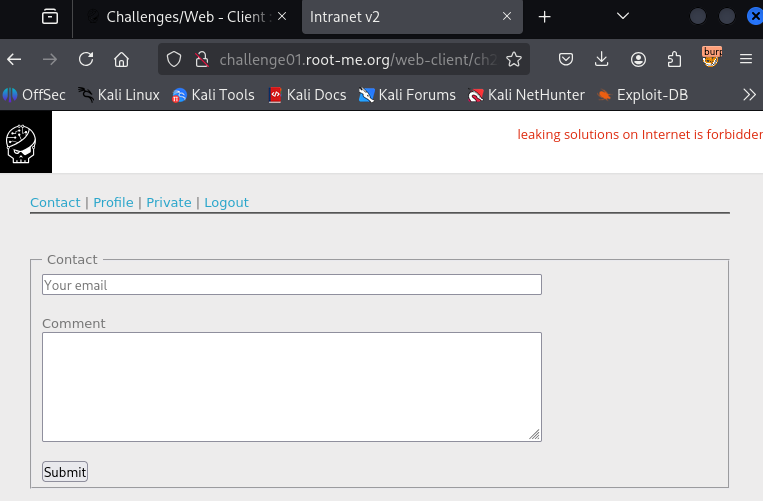 Challenges/Web - Client :
Intranet v2
challenge01.root-me.org/web-client/ch2
burp
OffSec Kali Linux Kali Tools Kali Docs Kali Forums Kali NetHunter Exploit-DB
leaking solutions on Internet is forbidden
Contact | Profile | Private | Logout
Contact
Your email
Comment
Submit